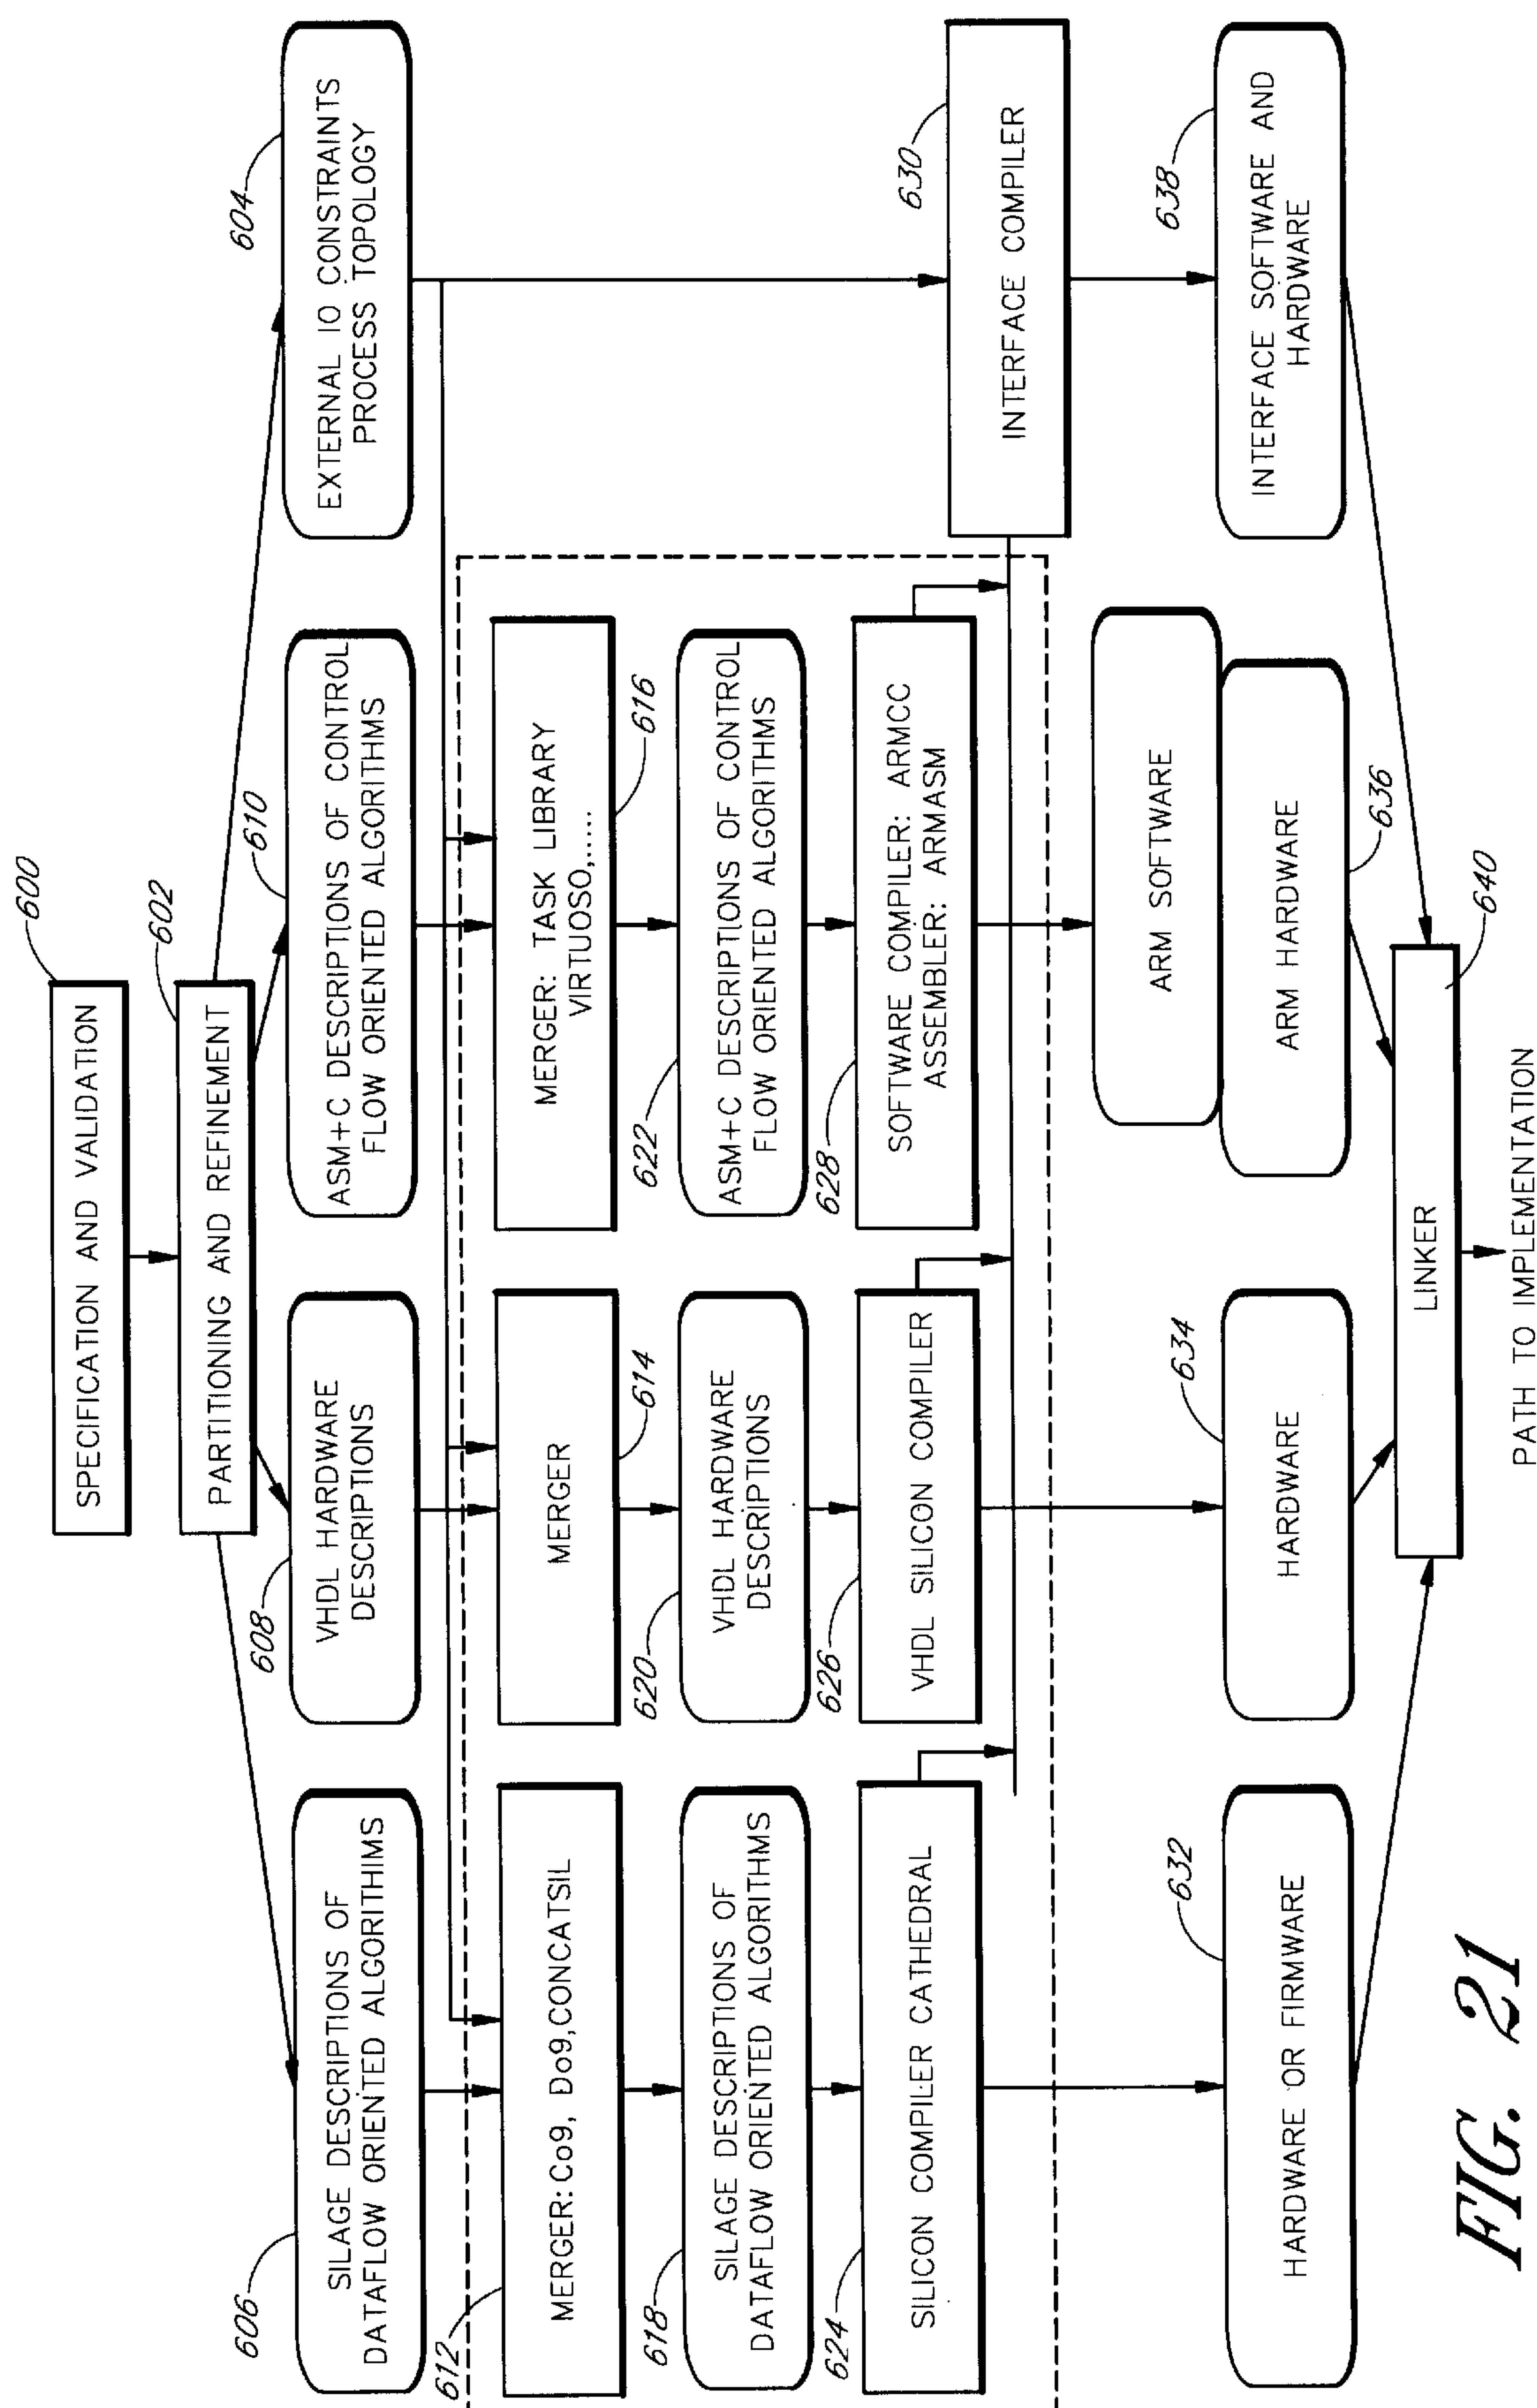 600
SPECIFICATION AND VALIDATION
602
PARTITIONING AND REFINEMENT
606
SILAGE DESCRIPTIONS OF
DATAFLOW ORIENTED ALGORITHIMS
608
VHDL HARDWARE
DESCRIPTIONS
610
ASM+C DESCRIPTIONS OF CONTROL
FLOW ORIENTED ALGORITHMS
604
EXTERNAL IO CONSTRAINTS
PROCESS TOPOLOGY
612
MERGER: Co9, Do9,CONCATSIL
614
MERGER
616
MERGER: TASK LIBRARY
VIRTUOSO,.....
618
SILAGE DESCRIPTIONS OF
DATAFLOW ORIENTED ALGORITHMS
620
VHDL HARDWARE
DESCRIPTIONS
622
ASM+C DESCRIPTIONS OF CONTROL
FLOW ORIENTED ALGORITHMS
624
SILICON COMPILER CATHEDRAL
626
VHDL SILICON COMPILER
628
SOFTWARE COMPILER: ARMCC
ASSEMBLER: ARMASM
630
INTERFACE COMPILER
632
HARDWARE OR FIRMWARE
634
HARDWARE
ARM SOFTWARE
ARM HARDWARE
636
638
INTERFACE SOFTWARE AND
HARDWARE
640
LINKER
PATH TO IMPLEMENTATION
FIG. 21